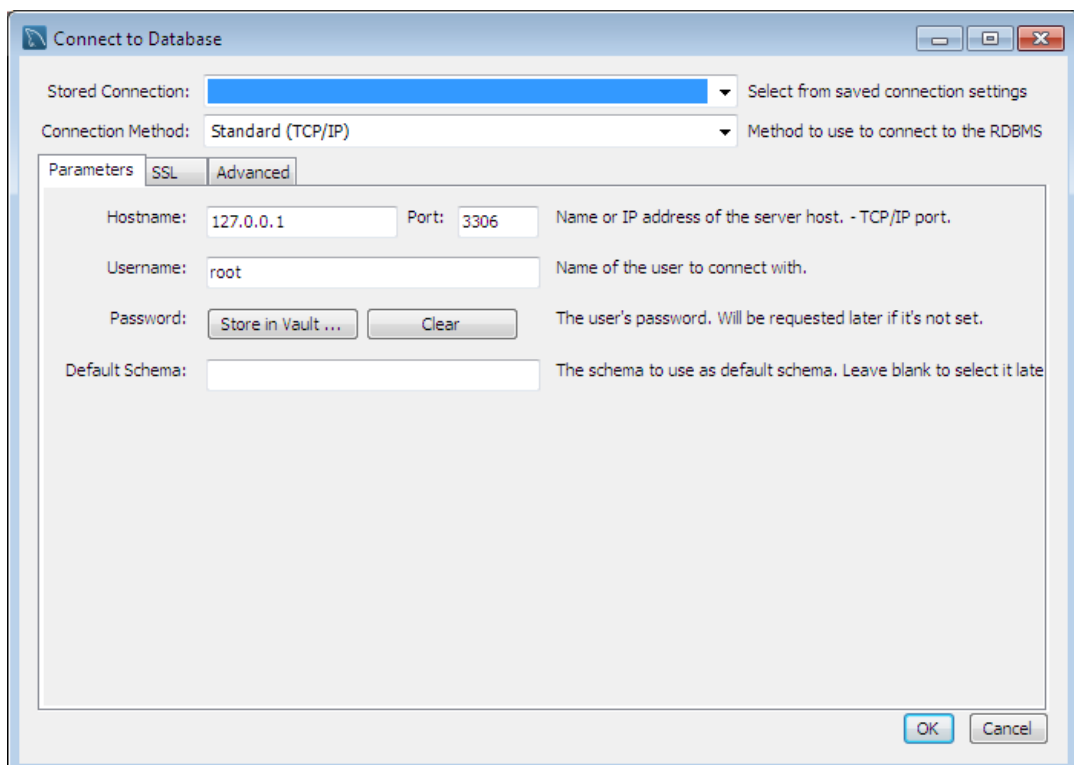 Connect to Database
Stored Connection: Select from saved connection settings
Connection Method: Standard (TCP/IP) Method to use to connect to the RDBMS
Parameters SSL Advanced
Hostname: 127.0.0.1 Port: 3306 Name or IP address of the server host. - TCP/IP port.
Username: root Name of the user to connect with.
Password: Store in Vault ... Clear The user's password. Will be requested later if it's not set.
Default Schema: The schema to use as default schema. Leave blank to select it late
OK Cancel